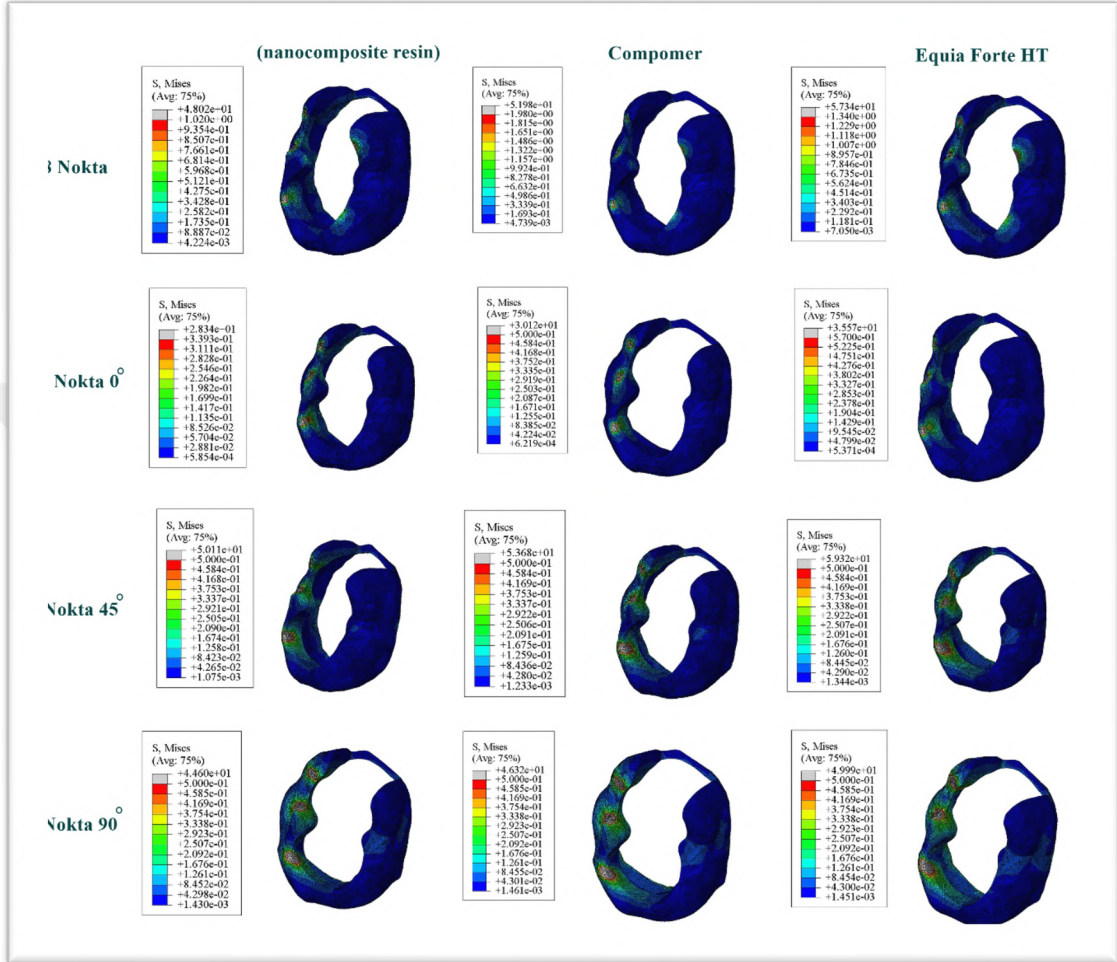 (nanocomposite resin)
Compomer
Equia Forte HT
Nokta
S, Mises
(Avg: 75%)
+4.802e+01
+1.020e+00
+9.354e-01
+8.507e-01
+7.661e-01
+6.814e-01
+5.968e-01
+5.121e-01
+4.275e-01
+3.428e-01
+2.582e-01
+1.735e-01
+8.887e-02
+4.224e-03
S, Mises
(Avg: 75%)
+5.198e+01
+1.980e+00
+1.815e+00
+1.651e+00
+1.486e+00
+1.322e+00
+1.157e+00
+9.924e-01
+8.278e-01
+6.632e-01
+4.986e-01
+3.339e-01
+1.693e-01
+4.739e-03
S, Mises
(Avg: 75%)
+5.734e+01
+1.340e+00
+1.229e+00
+1.118e+00
+1.007e+00
+8.957e-01
+7.846e-01
+6.735e-01
+5.624e-01
+4.514e-01
+3.403e-01
+2.292e-01
+1.181e-01
+7.050e-03
Nokta 0°
S, Mises
(Avg: 75%)
+2.834e-01
+3.393e-01
+3.111e-01
+2.828e-01
+2.546e-01
+2.264e-01
+1.982e-01
+1.699e-01
+1.417e-01
+1.135e-01
+8.526e-02
+5.704e-02
+2.881e-02
+5.854e-04
S, Mises
(Avg: 75%)
+3.012e+01
+5.000e-01
+4.584e-01
+4.168e-01
+3.752e-01
+3.335e-01
+2.919e-01
+2.503e-01
+2.087e-01
+1.671e-01
+1.255e-01
+8.385e-02
+4.224e-02
+6.219e-04
S, Mises
(Avg: 75%)
+3.557e+01
+5.700e-01
+5.225e-01
+4.751e-01
+4.276e-01
+3.802e-01
+3.327e-01
+2.853e-01
+2.378e-01
+1.904e-01
+1.429e-01
+9.545e-02
+4.799e-02
+5.371e-04
Nokta 45°
S, Mises
(Avg: 75%)
+5.011e+01
+5.000e-01
+4.584e-01
+4.168e-01
+3.753e-01
+3.337e-01
+2.921e-01
+2.505e-01
+2.090e-01
+1.674e-01
+1.258e-01
+8.423e-02
+4.265e-02
+1.075e-03
S, Mises
(Avg: 75%)
+5.368e+01
+5.000e-01
+4.584e-01
+4.169e-01
+3.753e-01
+3.337e-01
+2.922e-01
+2.506e-01
+2.091e-01
+1.675e-01
+1.259e-01
+8.436e-02
+4.280e-02
+1.233e-03
S, Mises
(Avg: 75%)
+5.932e+01
+5.000e-01
+4.584e-01
+4.169e-01
+3.753e-01
+3.338e-01
+2.922e-01
+2.507e-01
+2.091e-01
+1.676e-01
+1.260e-01
+8.445e-02
+4.290e-02
+1.344e-03
Nokta 90°
S, Mises
(Avg: 75%)
+4.460e+01
+5.000e-01
+4.585e-01
+4.169e-01
+3.754e-01
+3.338e-01
+2.923e-01
+2.507e-01
+2.092e-01
+1.676e-01
+1.261e-01
+8.452e-02
+4.298e-02
+1.430e-03
S, Mises
(Avg: 75%)
+4.632e+01
+5.000e-01
+4.585e-01
+4.169e-01
+3.754e-01
+3.338e-01
+2.923e-01
+2.507e-01
+2.092e-01
+1.676e-01
+1.261e-01
+8.455e-02
+4.301e-02
+1.461e-03
S, Mises
(Avg: 75%)
+4.999e+01
+5.000e-01
+4.585e-01
+4.169e-01
+3.754e-01
+3.338e-01
+2.923e-01
+2.507e-01
+2.092e-01
+1.676e-01
+1.261e-01
+8.454e-02
+4.300e-02
+1.451e-03